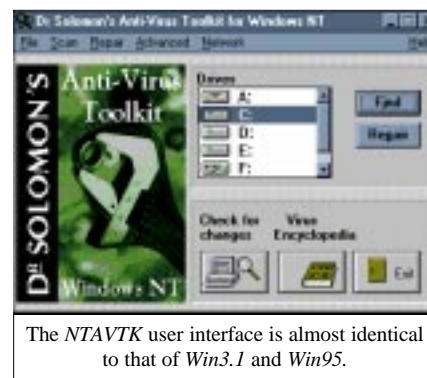 Dr Solomon's Anti-Virus Toolkit for Windows NT
File Scan Repair Advanced Network Help
DR SOLOMON'S
Anti-Virus
Toolkit
Windows NT
Drives
A:
C:
D:
E:
F:
Find
Repair
Check for
changes
Virus
Encyclopedia
Exit
The NTAVTK user interface is almost identical
to that of Win3.1 and Win95.